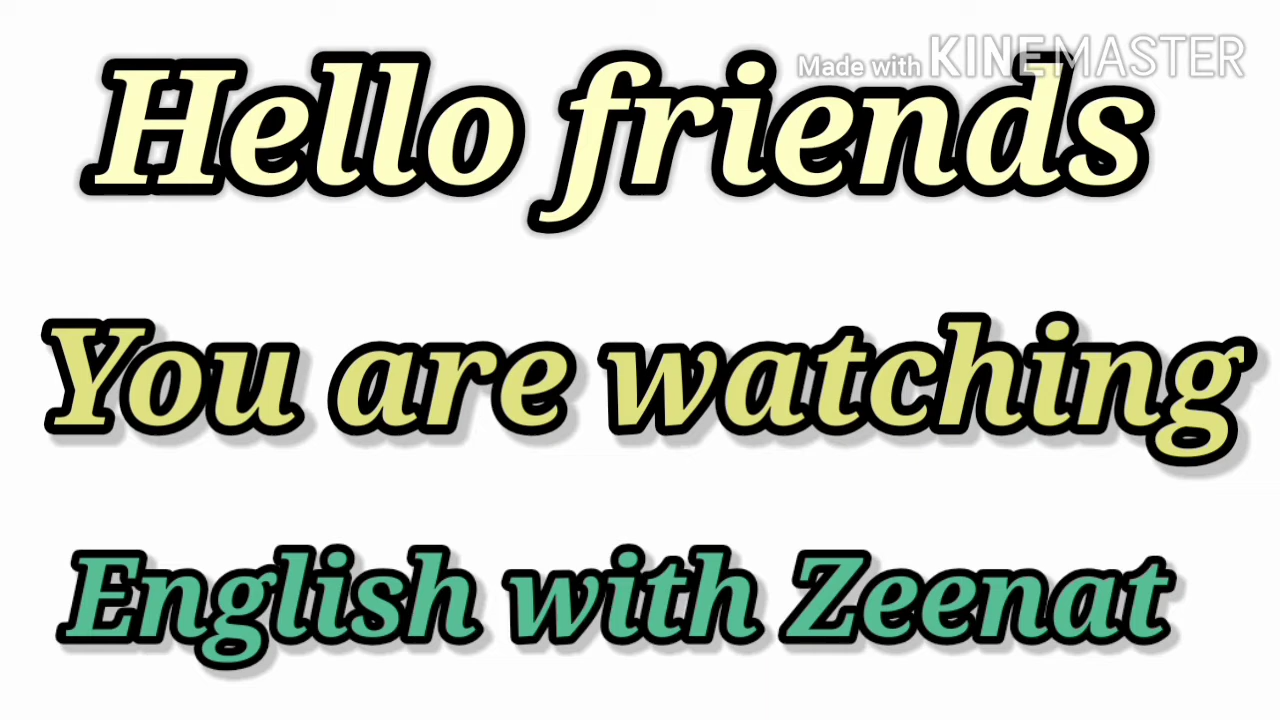 Made with KINEMASTER
Hello friends
You are watching
English with Zeenat